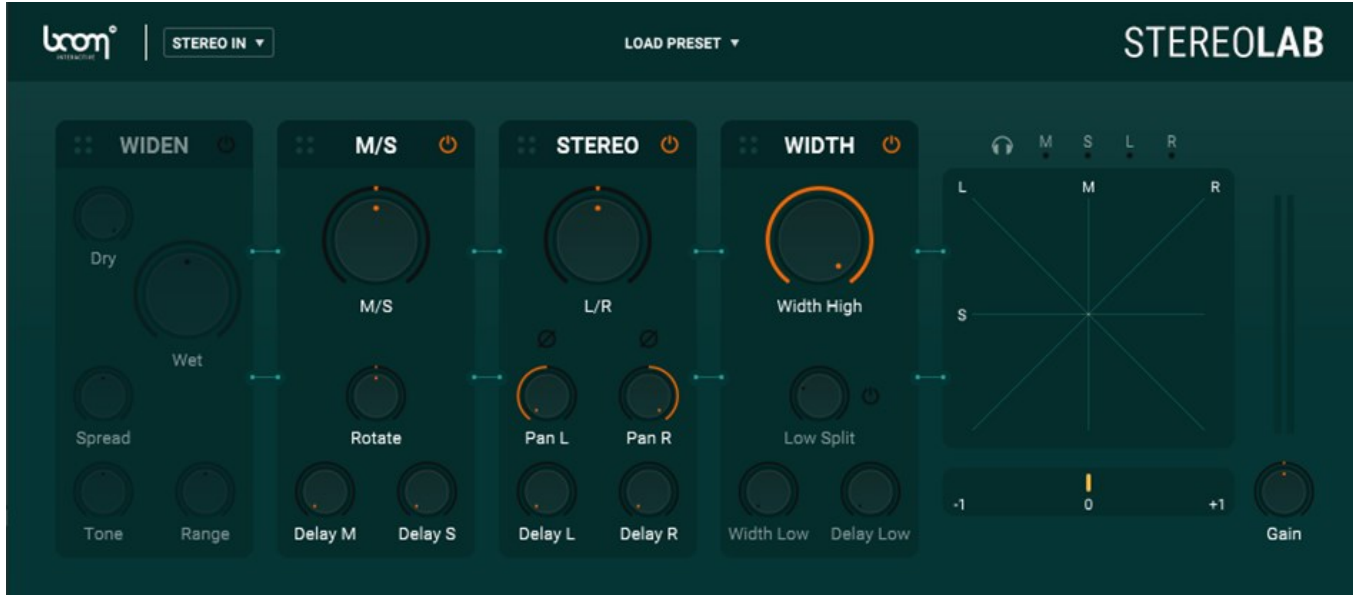 boom
INTERACTIVE
STEREO IN
LOAD PRESET
STEREOLAB
WIDEN
M/S
STEREO
WIDTH
M S L R
L M R
Dry
M/S
L/R
Width High
S
Wet
Spread
Rotate
Pan L
Pan R
Low Split
Tone
Range
Delay M
Delay S
Delay L
Delay R
Width Low
Delay Low
-1 0 +1
Gain